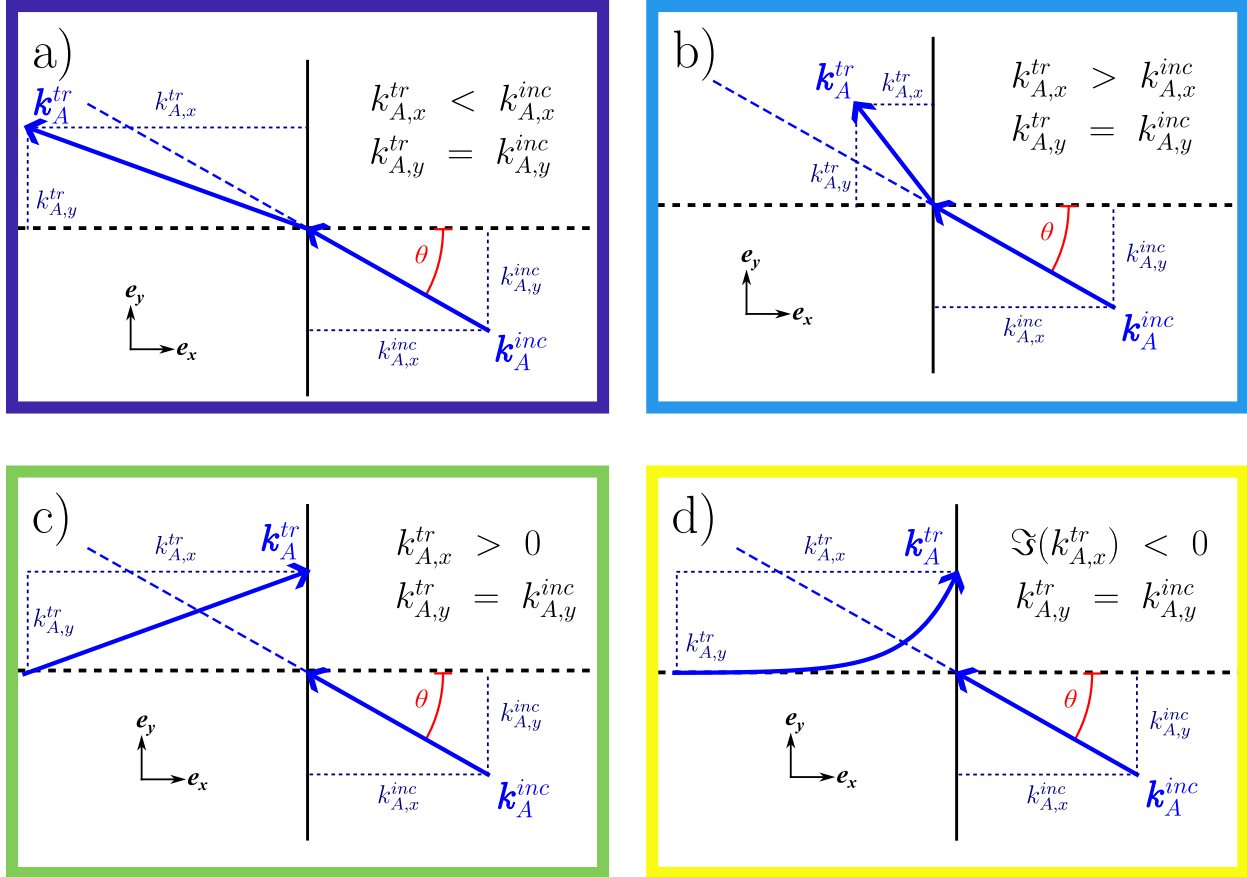 a)
k_A^{tr}
k_{A,x}^{tr}
k_{A,x}^{tr} < k_{A,x}^{inc}
k_{A,y}^{tr} = k_{A,y}^{inc}
k_{A,y}^{tr}
θ
k_{A,y}^{inc}
e_y
e_x
k_{A,x}^{inc}
k_A^{inc}
b)
k_A^{tr}
k_{A,x}^{tr}
k_{A,x}^{tr} > k_{A,x}^{inc}
k_{A,y}^{tr} = k_{A,y}^{inc}
k_{A,y}^{tr}
θ
k_{A,y}^{inc}
e_y
e_x
k_{A,x}^{inc}
k_A^{inc}
c)
k_{A,x}^{tr}
k_A^{tr}
k_{A,x}^{tr} > 0
k_{A,y}^{tr} = k_{A,y}^{inc}
k_{A,y}^{tr}
θ
k_{A,y}^{inc}
e_y
e_x
k_{A,x}^{inc}
k_A^{inc}
d)
k_{A,x}^{tr}
k_A^{tr}
ℑ(k_{A,x}^{tr}) < 0
k_{A,y}^{tr} = k_{A,y}^{inc}
k_{A,y}^{tr}
θ
k_{A,y}^{inc}
e_y
e_x
k_{A,x}^{inc}
k_A^{inc}